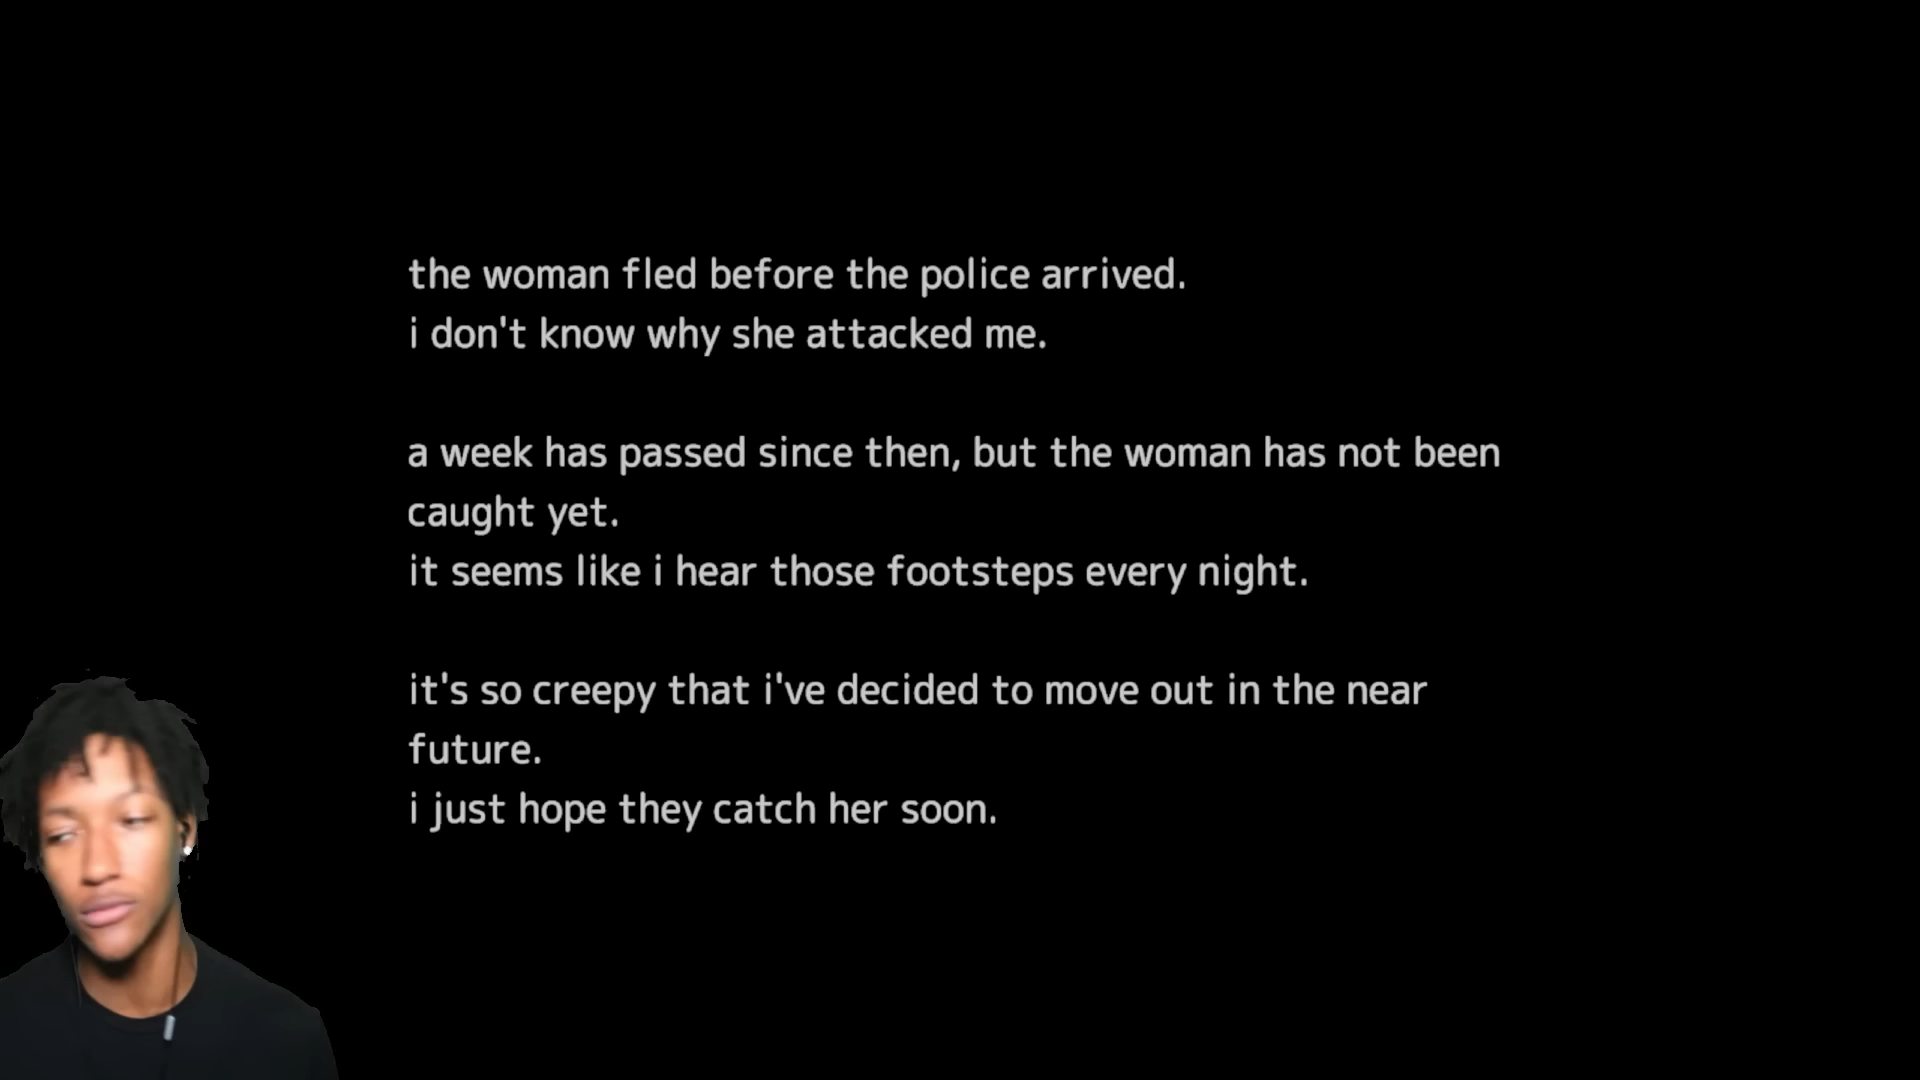 the woman fled before the police arrived.
i don't know why she attacked me.
a week has passed since then, but the woman has not been
caught yet.
it seems like i hear those footsteps every night.
it's so creepy that i've decided to move out in the near
future.
i just hope they catch her soon.